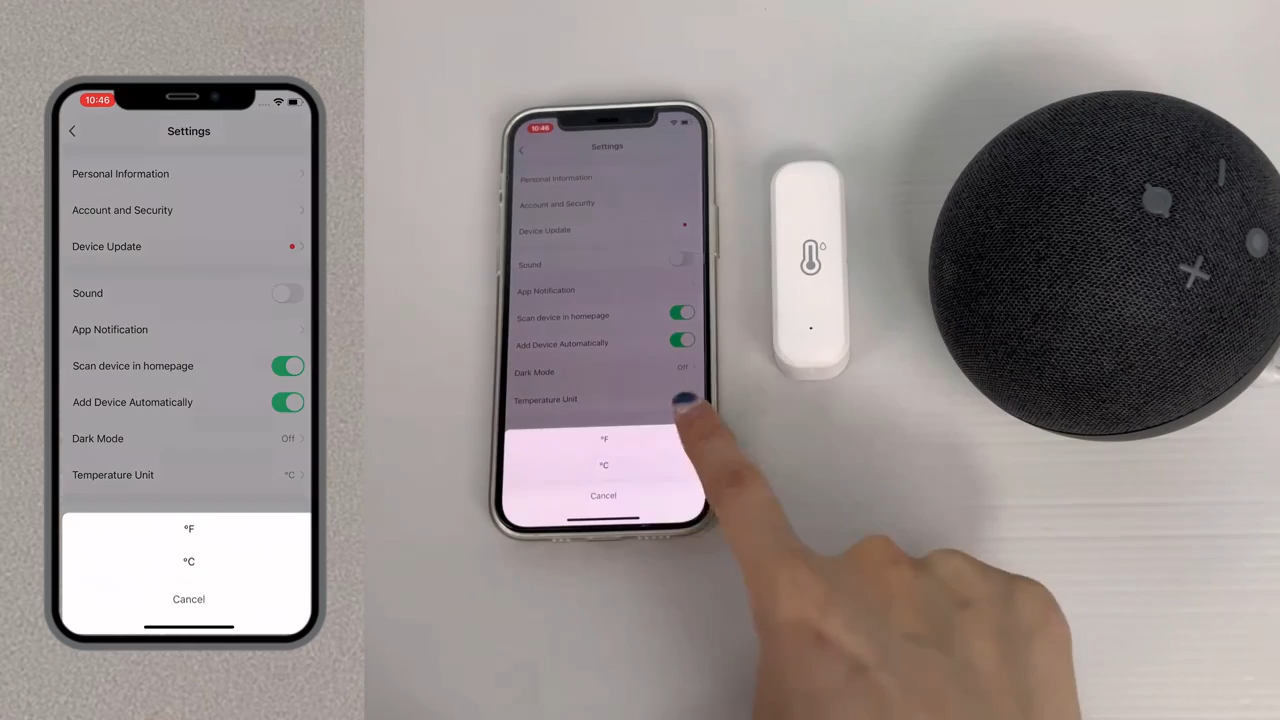 10:46
Settings
Personal Information
Account and Security
Device Update
Sound
App Notification
Scan device in homepage
Add Device Automatically
Dark Mode Off
Temperature Unit °C
°F
°C
Cancel
10:46
Settings
Personal Information
Account and Security
Device Update
Sound
App Notification
Scan device in homepage
Add Device Automatically
Dark Mode Off
Temperature Unit
°F
°C
Cancel